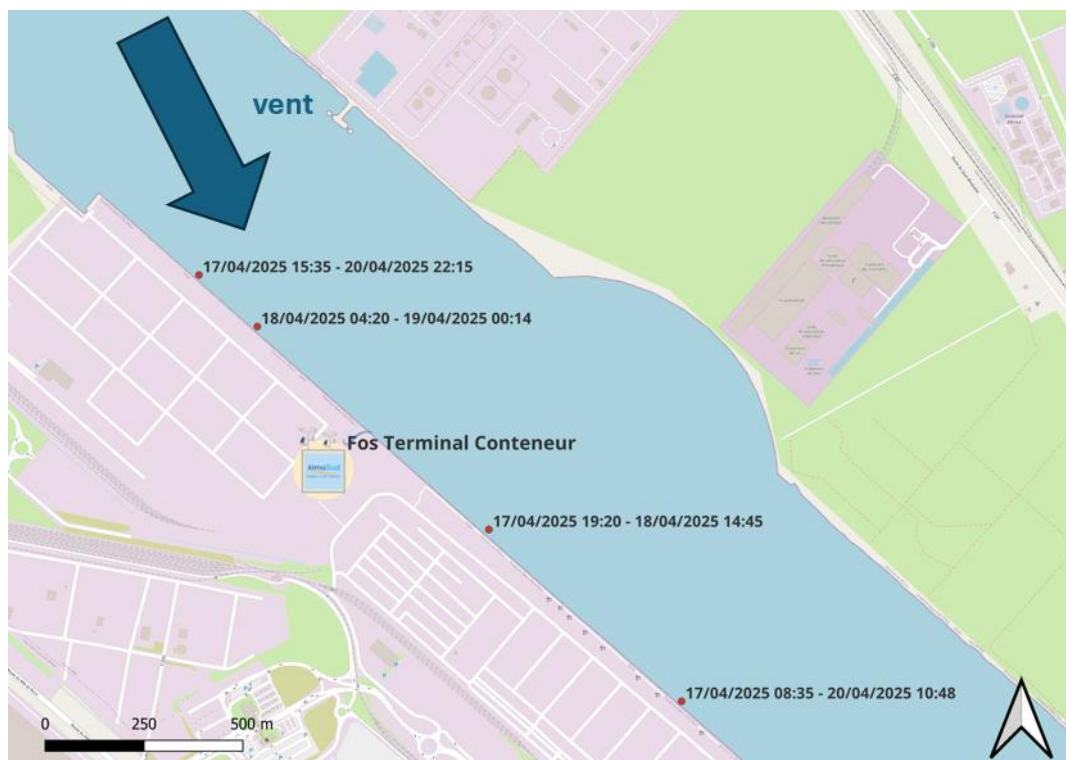 vent
17/04/2025 15:35 - 20/04/2025 22:15
18/04/2025 04:20 - 19/04/2025 00:14
Fos Terminal Conteneur
AtmoSud
17/04/2025 19:20 - 18/04/2025 14:45
17/04/2025 08:35 - 20/04/2025 10:48
0 250 500 m